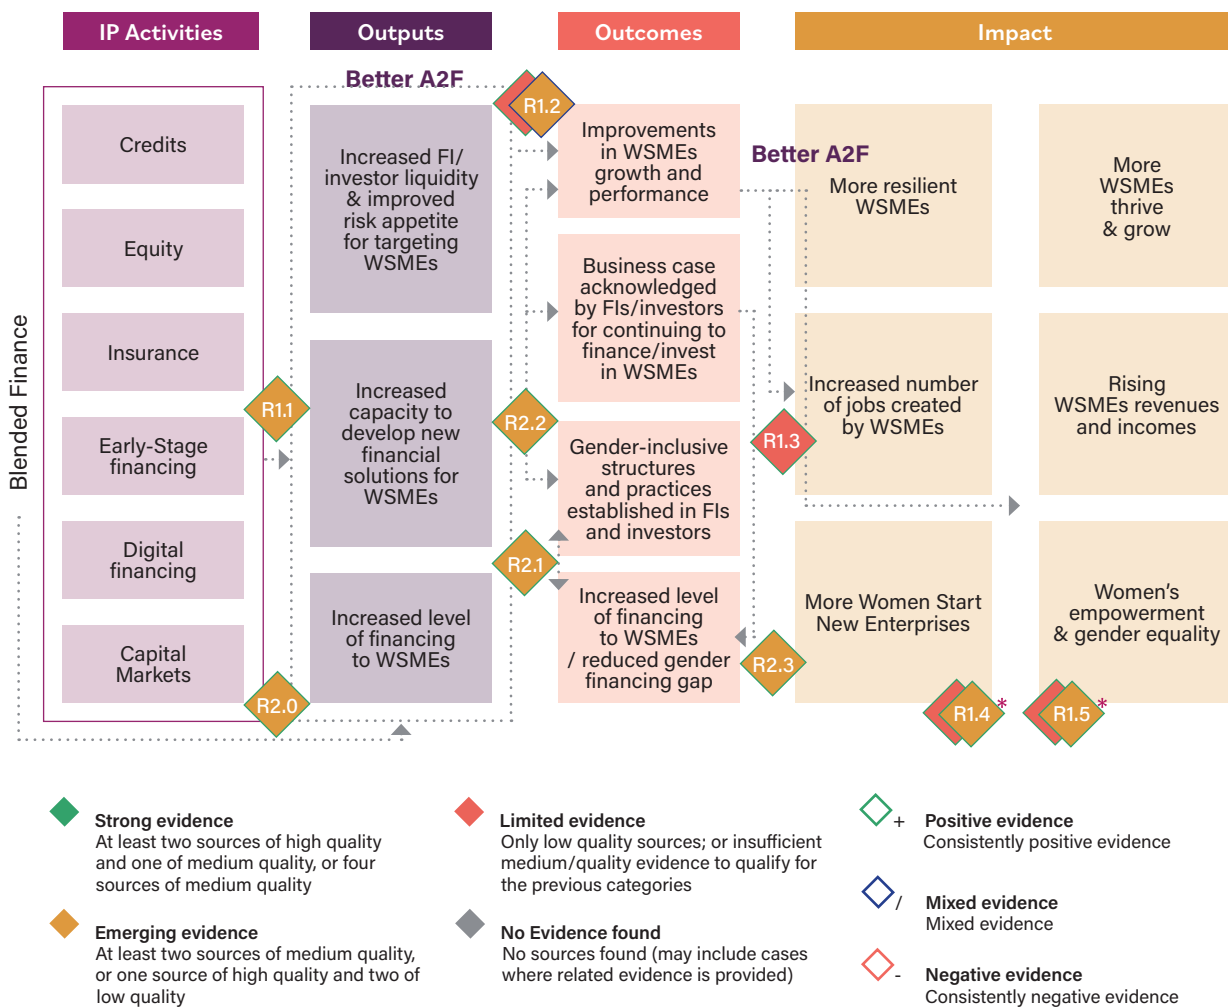 IP Activities
Outputs
Outcomes
Impact
Blended Finance
Credits
Equity
Insurance
Early-Stage
financing
Digital
financing
Capital
Markets
R1.1
R2.0
Better A2F
Increased FI/
investor liquidity
& improved
risk appetite
for targeting
WSMEs
Increased
capacity to
develop new
financial
solutions for
WSMEs
Increased level
of financing
to WSMEs
R1.2
R2.2
R2.1
Improvements
in WSMEs
growth and
performance
Business case
acknowledged
by FIs/investors
for continuing to
finance/invest
in WSMEs
Gender-inclusive
structures
and practices
established in FIs
and investors
Increased level
of financing
to WSMEs
/ reduced gender
financing gap
Better A2F
R1.3
R2.3
More resilient
WSMEs
Increased number
of jobs created
by WSMEs
More Women Start
New Enterprises
R1.4
*
More
WSMEs
thrive
& grow
Rising
WSMEs revenues
and incomes
Women's
empowerment
& gender equality
R1.5
*
Strong evidence
At least two sources of high quality
and one of medium quality, or four
sources of medium quality
Emerging evidence
At least two sources of medium quality,
or one source of high quality and two of
low quality
Limited evidence
Only low quality sources; or insufficient
medium/quality evidence to qualify for
the previous categories
No Evidence found
No sources found (may include cases
where related evidence is provided)
+ Positive evidence
Consistently positive evidence
/ Mixed evidence
Mixed evidence
- Negative evidence
Consistently negative evidence